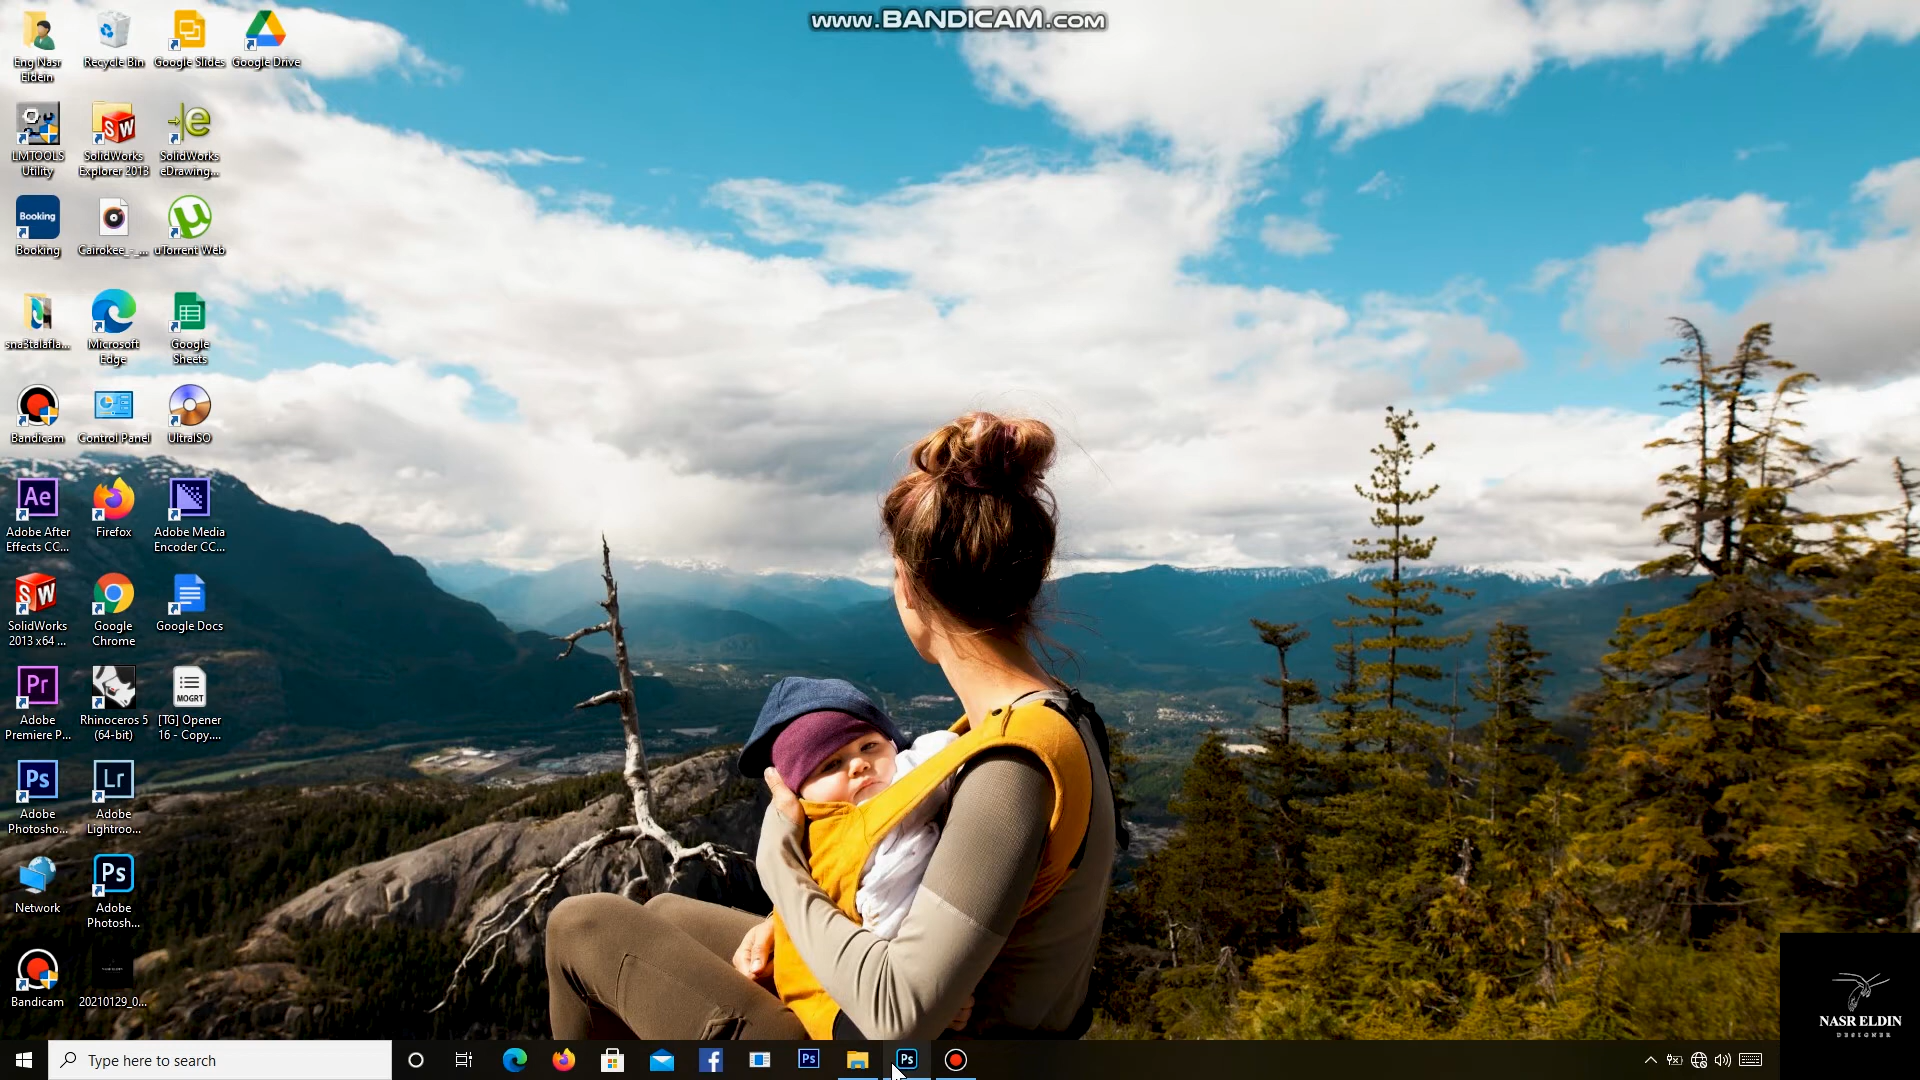 www.BANDICAM.com
Eng Nasr
Eldein
Recycle Bin
Google Slides
Google Drive
LMTOOLS
Utility
SW
SolidWorks
Explorer 2013
e
SolidWorks
eDrawing...
Booking
Booking
Cairokee_-_...
uTorrent Web
sna3talafla...
Microsoft
Edge
Google
Sheets
Bandicam
Control Panel
UltraISO
Ae
Adobe After
Effects CC...
Firefox
Adobe Media
Encoder CC...
SW
SolidWorks
2013 x64 ...
Google
Chrome
Google Docs
Pr
Adobe
Premiere P...
Rhinoceros 5
(64-bit)
MOGRT
[TG] Opener
16 - Copy....
Ps
Adobe
Photosho...
Lr
Adobe
Lightroo...
Network
Ps
Adobe
Photosh...
Bandicam
20210129_0...
NASR ELDIN
DESIGNER
Type here to search
Ps
Ps